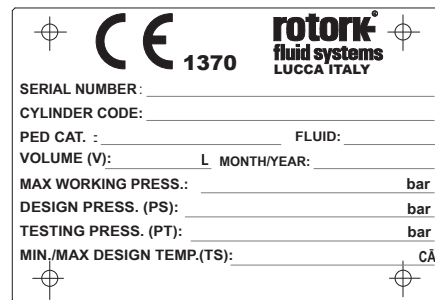 CE 1370
rotork®
fluid systems
LUCCA ITALY
SERIAL NUMBER:
CYLINDER CODE:
PED CAT. :
FLUID:
VOLUME (V): L MONTH/YEAR:
MAX WORKING PRESS.: bar
DESIGN PRESS. (PS): bar
TESTING PRESS. (PT): bar
MIN./MAX DESIGN TEMP.(TS): CÂ